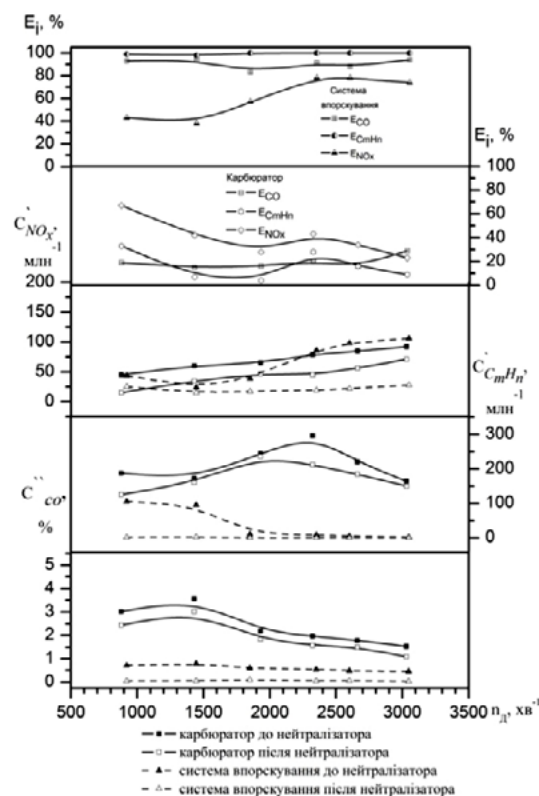 E_i, %
100
80
60
40
20
0
Система
впорскування
E_CO
E_CmHn
E_NOx
E_i, %
100
80
60
40
20
0
Карбюратор
E_CO
E_CmHn
E_NOx
C`_NOx,
млн⁻¹
200
100
50
0
C`_CmHn,
млн⁻¹
300
200
100
0
C``_co,
%
5
4
3
2
1
0
500 1000 1500 2000 2500 3000 3500 n_д, хв⁻¹
карбюратор до нейтралізатора
карбюратор після нейтралізатора
система впорскування до нейтралізатора
система впорскування після нейтралізатора